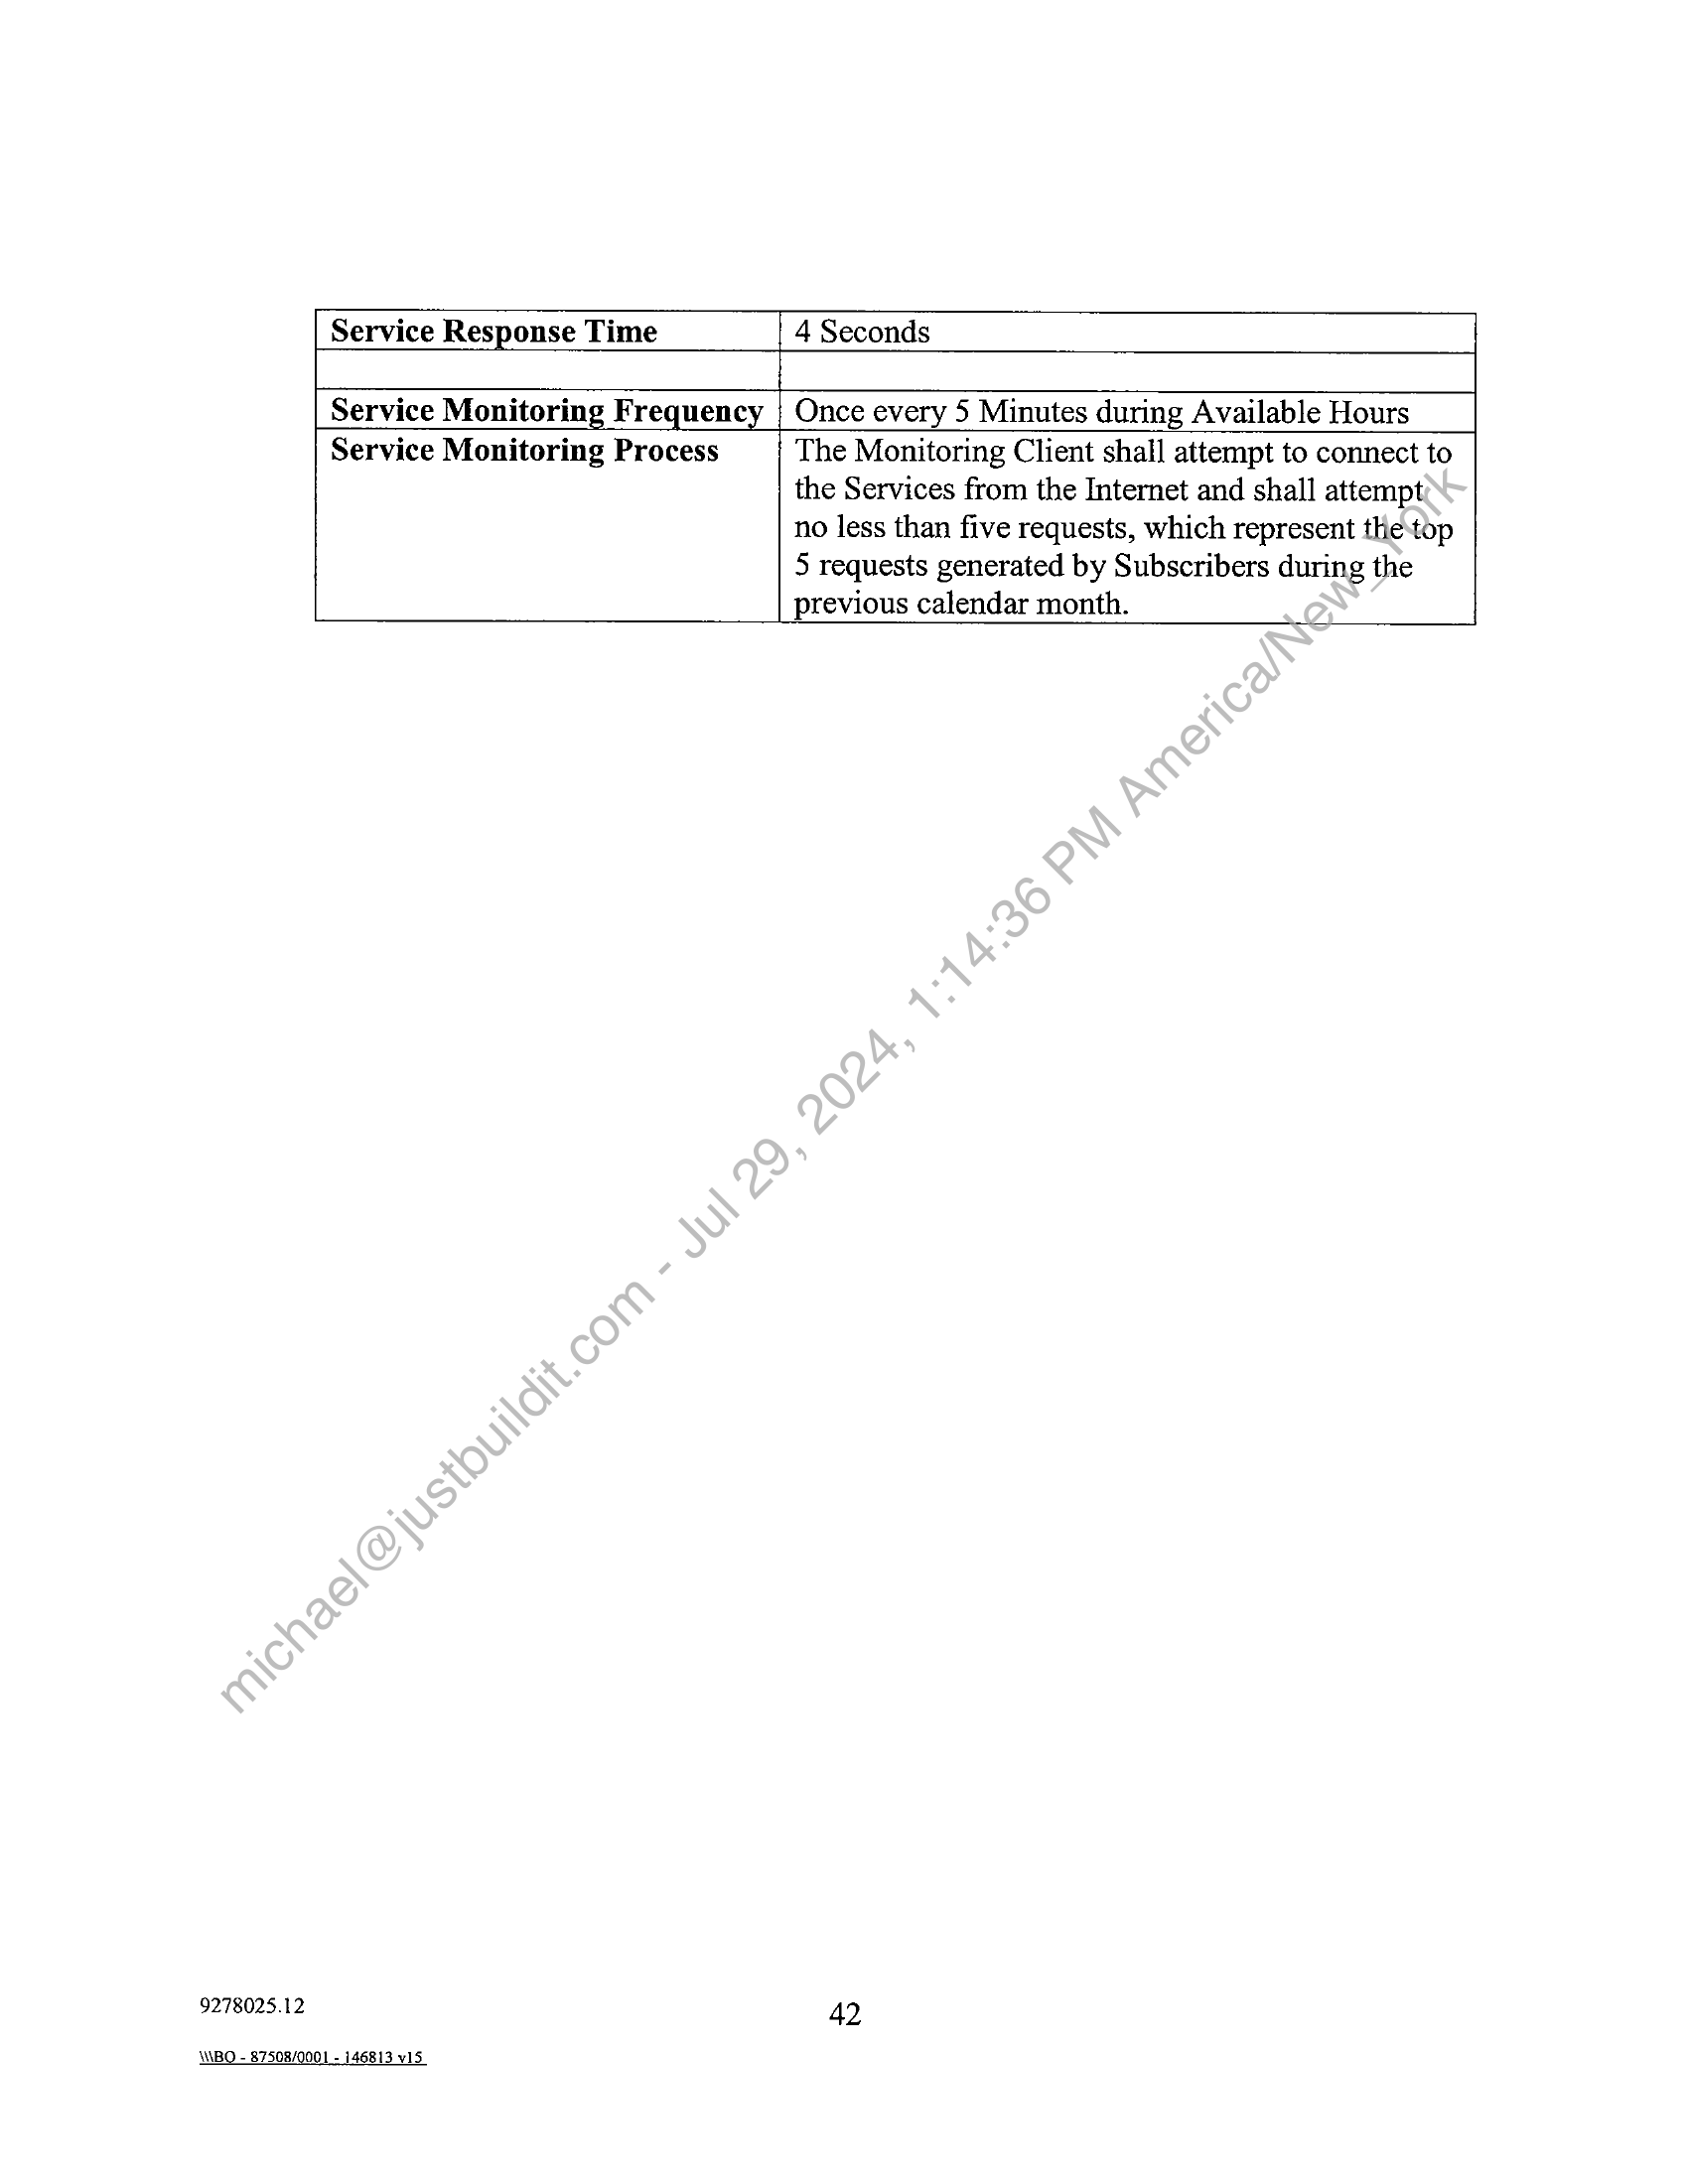 Service Response Time 4 Seconds
Service Monitoring Frequency Once every 5 Minutes during Available Hours
Service Monitoring Process The Monitoring Client shall attempt to connect to
the Services from the Internet and shall attempt
no less than five requests, which represent the top
5 requests generated by Subscribers during the
previous calendar month.
michael@justbuildit.com - Jul 29, 2024, 1:14:36 PM America/New_York
9278025.12
42
\\\BO - 87508/0001 - 146813 v15